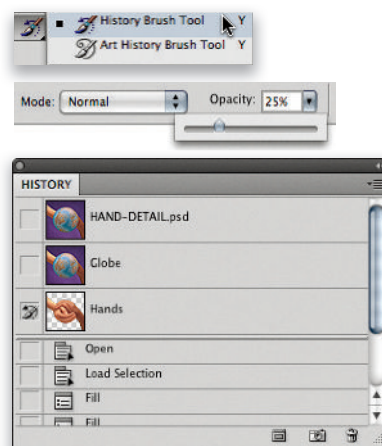 History Brush Tool Y
Art History Brush Tool Y
Mode: Normal Opacity: 25%
HISTORY
HAND-DETAIL.psd
Globe
Hands
Open
Load Selection
Fill
Fill